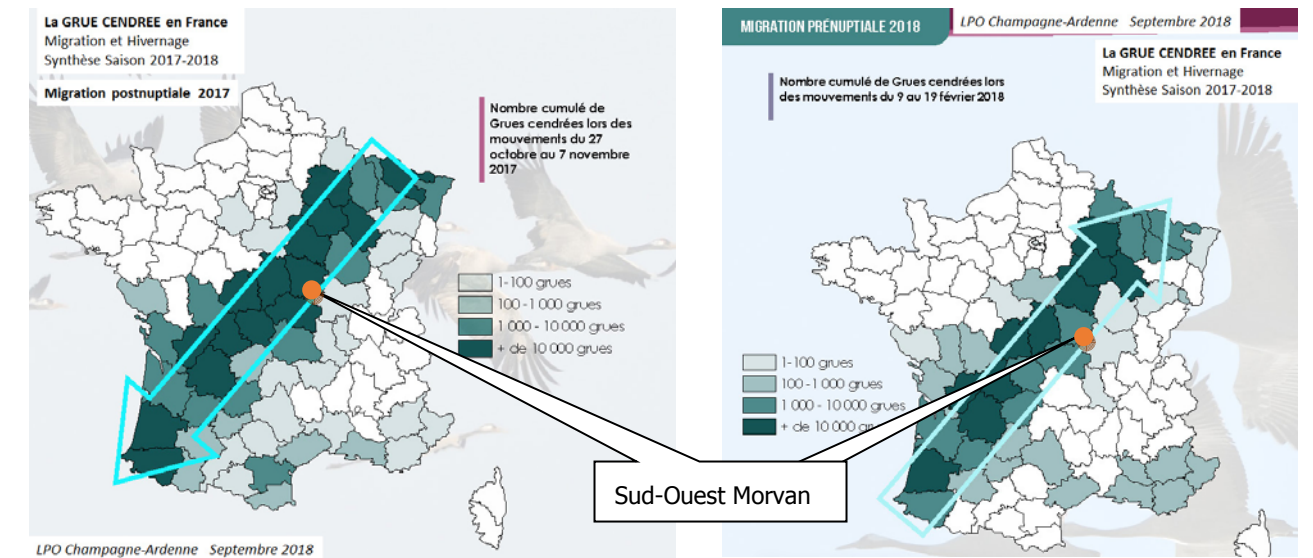 La GRUE CENDREE en France
Migration et Hivernage
Synthèse Saison 2017-2018
Migration postnuptiale 2017
Nombre cumulé de
Grues cendrées lors des
mouvements du 27
octobre au 7 novembre
2017
1-100 grues
100-1 000 grues
1 000 - 10 000 grues
+ de 10 000 grues
LPO Champagne-Ardenne Septembre 2018
MIGRATION PRÉNUPTIALE 2018
LPO Champagne-Ardenne Septembre 2018
La GRUE CENDREE en France
Migration et Hivernage
Synthèse Saison 2017-2018
Nombre cumulé de Grues cendrées lors
des mouvements du 9 au 19 février 2018
1-100 grues
100-1 000 grues
1 000 - 10 000 grues
+ de 10 000 gr
Sud-Ouest Morvan